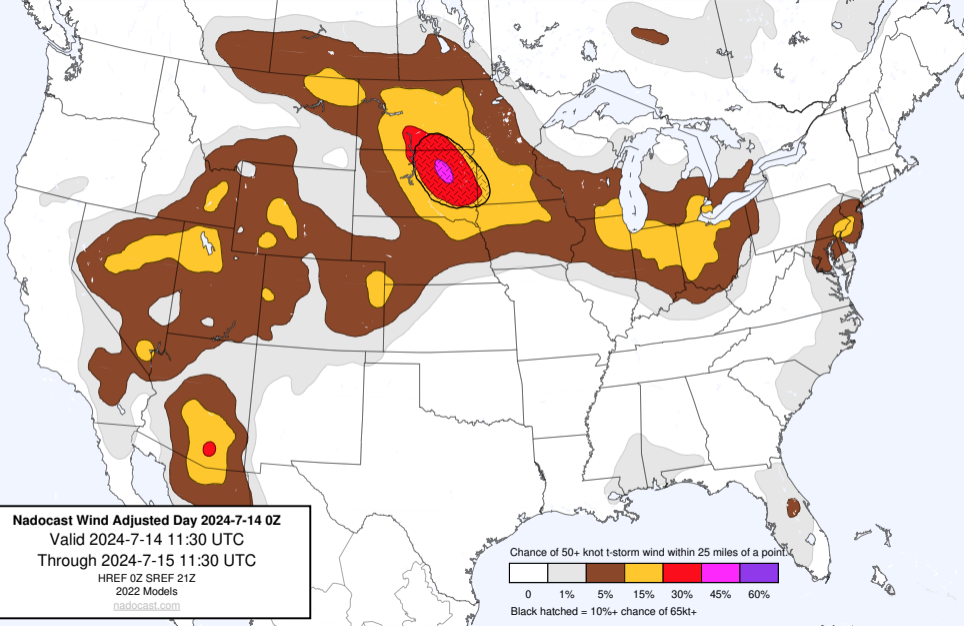 Nadocast Wind Adjusted Day 2024-7-14 0Z
Valid 2024-7-14 11:30 UTC
Through 2024-7-15 11:30 UTC
HREF 0Z SREF 21Z
2022 Models
nadocast.com
Chance of 50+ knot t-storm wind within 25 miles of a point.
0 1% 5% 15% 30% 45% 60%
Black hatched = 10%+ chance of 65kt+